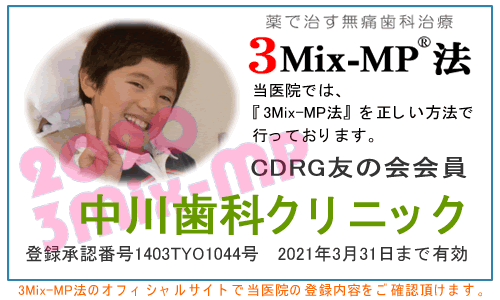 薬で治す無痛歯科治療
3Mix-MP®法
当医院では、
『3Mix-MP法』を正しい方法で
行っております。
CDRG友の会会員
2020
3Mix-MP
中川歯科クリニック
登録承認番号1403TYO1044号 2021年3月31日まで有効
3Mix-MP法のオフィシャルサイトで当医院の登録内容をご確認頂けます。